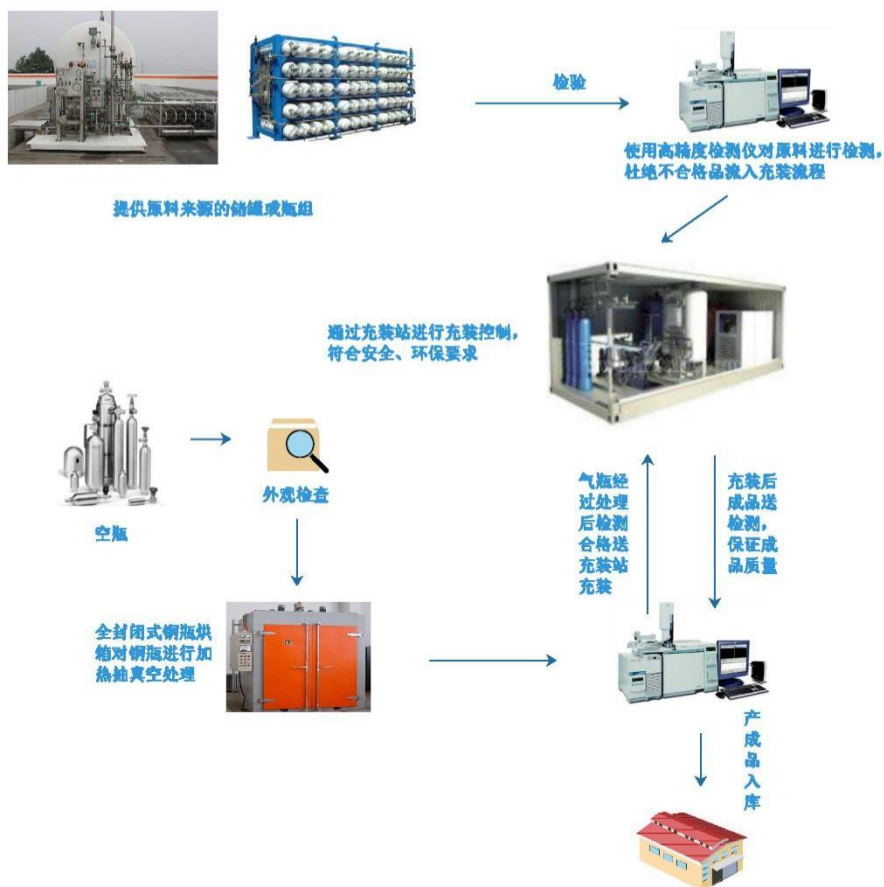 检验
使用高精度检测仪对原料进行检测,
杜绝不合格品流入充装流程
提供原料来源的储罐或瓶组
通过充装站进行充装控制,
符合安全、环保要求
空瓶
外观检查
气瓶经
过处理
后检测
合格送
充装站
充装
充装后
成品送
检测,
保证成
品质量
全封闭式钢瓶烘
箱对钢瓶进行加
热抽真空处理
产成品入库